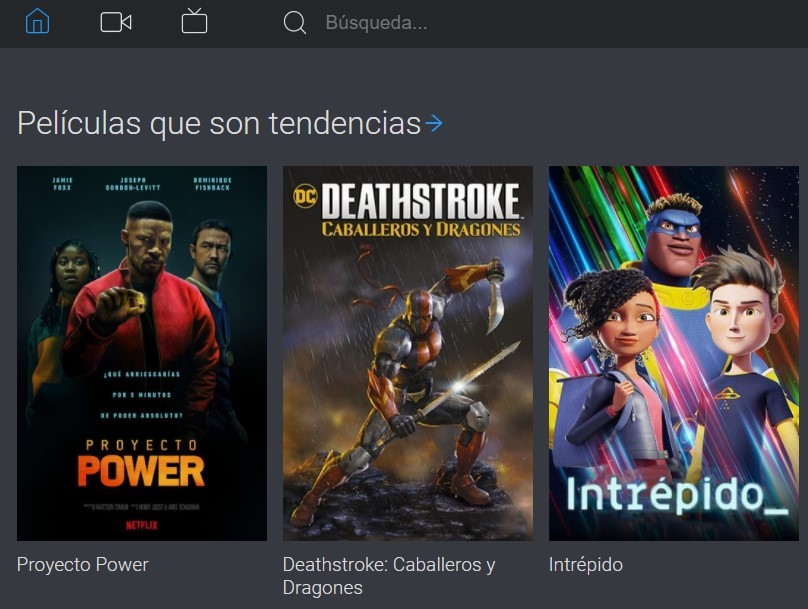 Búsqueda...
Películas que son tendencias
JAMIE FOXX
JOSEPH GORDON-LEVITT
DOMINIQUE FISHBACK
¿QUÉ ARRIESGARÍAS
POR 5 MINUTOS
DE PODER ABSOLUTO?
PROYECTO
POWER
NETFLIX
DC
DEATHSTROKE
CABALLEROS Y DRAGONES
Intrépido_
Proyecto Power
Deathstroke: Caballeros y
Dragones
Intrépido